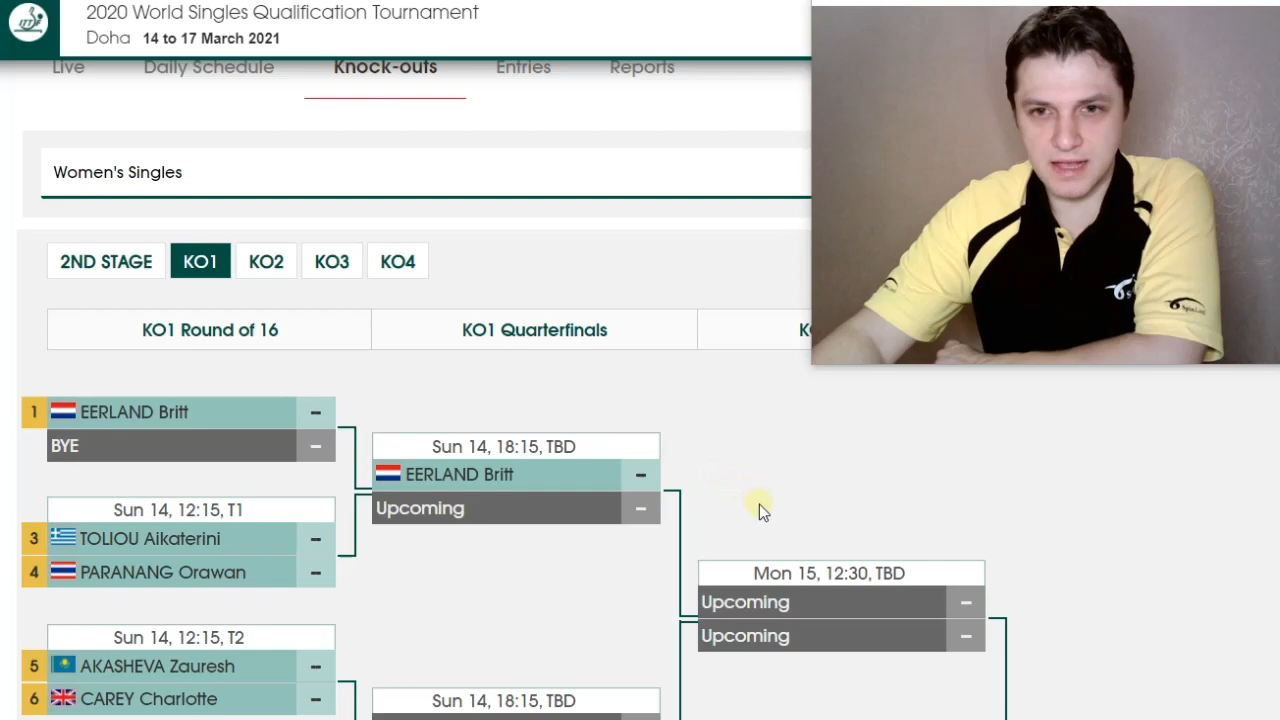 ITTF
2020 World Singles Qualification Tournament
Doha 14 to 17 March 2021
Live Daily Schedule Knock-outs Entries Reports
Women's Singles
2ND STAGE KO1 KO2 KO3 KO4
KO1 Round of 16 KO1 Quarterfinals
1 EERLAND Britt -
BYE -
Sun 14, 18:15, TBD
EERLAND Britt -
Upcoming -
Sun 14, 12:15, T1
3 TOLIOU Aikaterini -
4 PARANANG Orawan -
Mon 15, 12:30, TBD
Upcoming -
Upcoming -
Sun 14, 12:15, T2
5 AKASHEVA Zauresh -
6 CAREY Charlotte -
Sun 14, 18:15, TBD